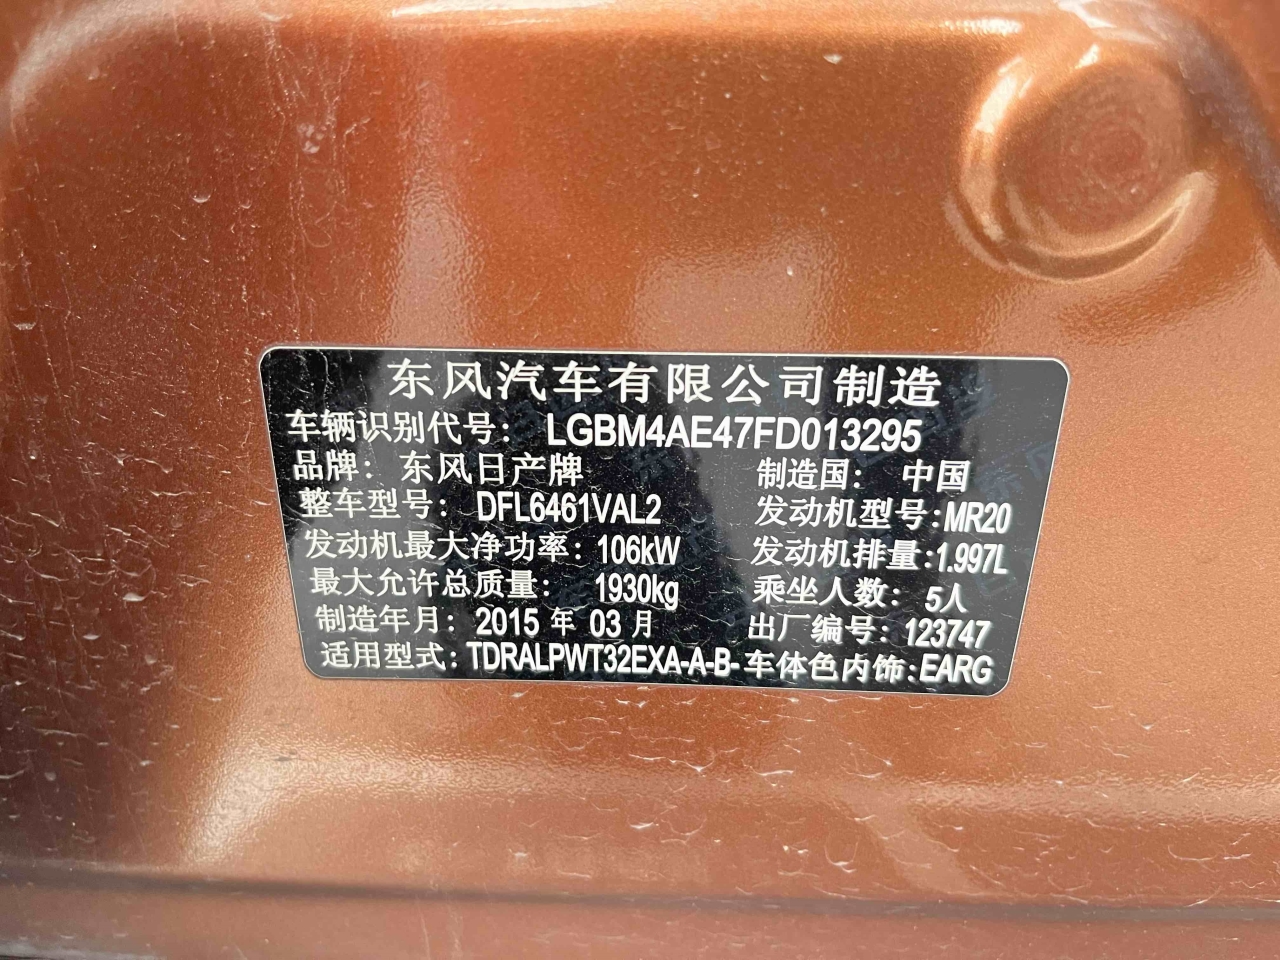 东风汽车有限公司制造
车辆识别代号： LGBM4AE47FD013295
品牌： 东风日产牌 制造国： 中国
整车型号： DFL6461VAL2 发动机型号:MR20
发动机最大净功率: 106kW 发动机排量:1.997L
最大允许总质量: 1930kg 乘坐人数: 5人
制造年月: 2015 年 03 月 出厂编号: 123747
适用型式: TDRALPWT32EXA-A-B- 车体色内饰:EARG